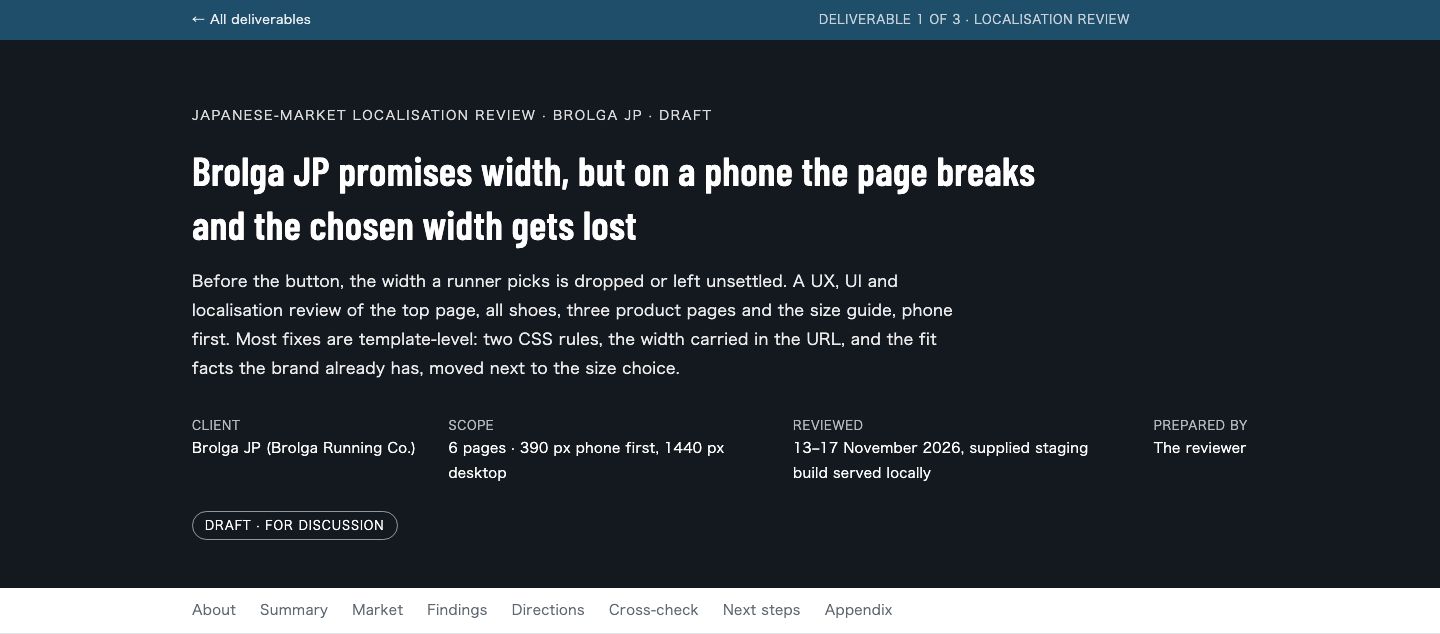 ← All deliverables
DELIVERABLE 1 OF 3 · LOCALISATION REVIEW
JAPANESE-MARKET LOCALISATION REVIEW · BROLGA JP · DRAFT
Brolga JP promises width, but on a phone the page breaks
and the chosen width gets lost
Before the button, the width a runner picks is dropped or left unsettled. A UX, UI and
localisation review of the top page, all shoes, three product pages and the size guide, phone
first. Most fixes are template-level: two CSS rules, the width carried in the URL, and the fit
facts the brand already has, moved next to the size choice.
CLIENT
Brolga JP (Brolga Running Co.)
SCOPE
6 pages · 390 px phone first, 1440 px
desktop
REVIEWED
13–17 November 2026, supplied staging
build served locally
PREPARED BY
The reviewer
DRAFT · FOR DISCUSSION
About
Summary
Market
Findings
Directions
Cross-check
Next steps
Appendix